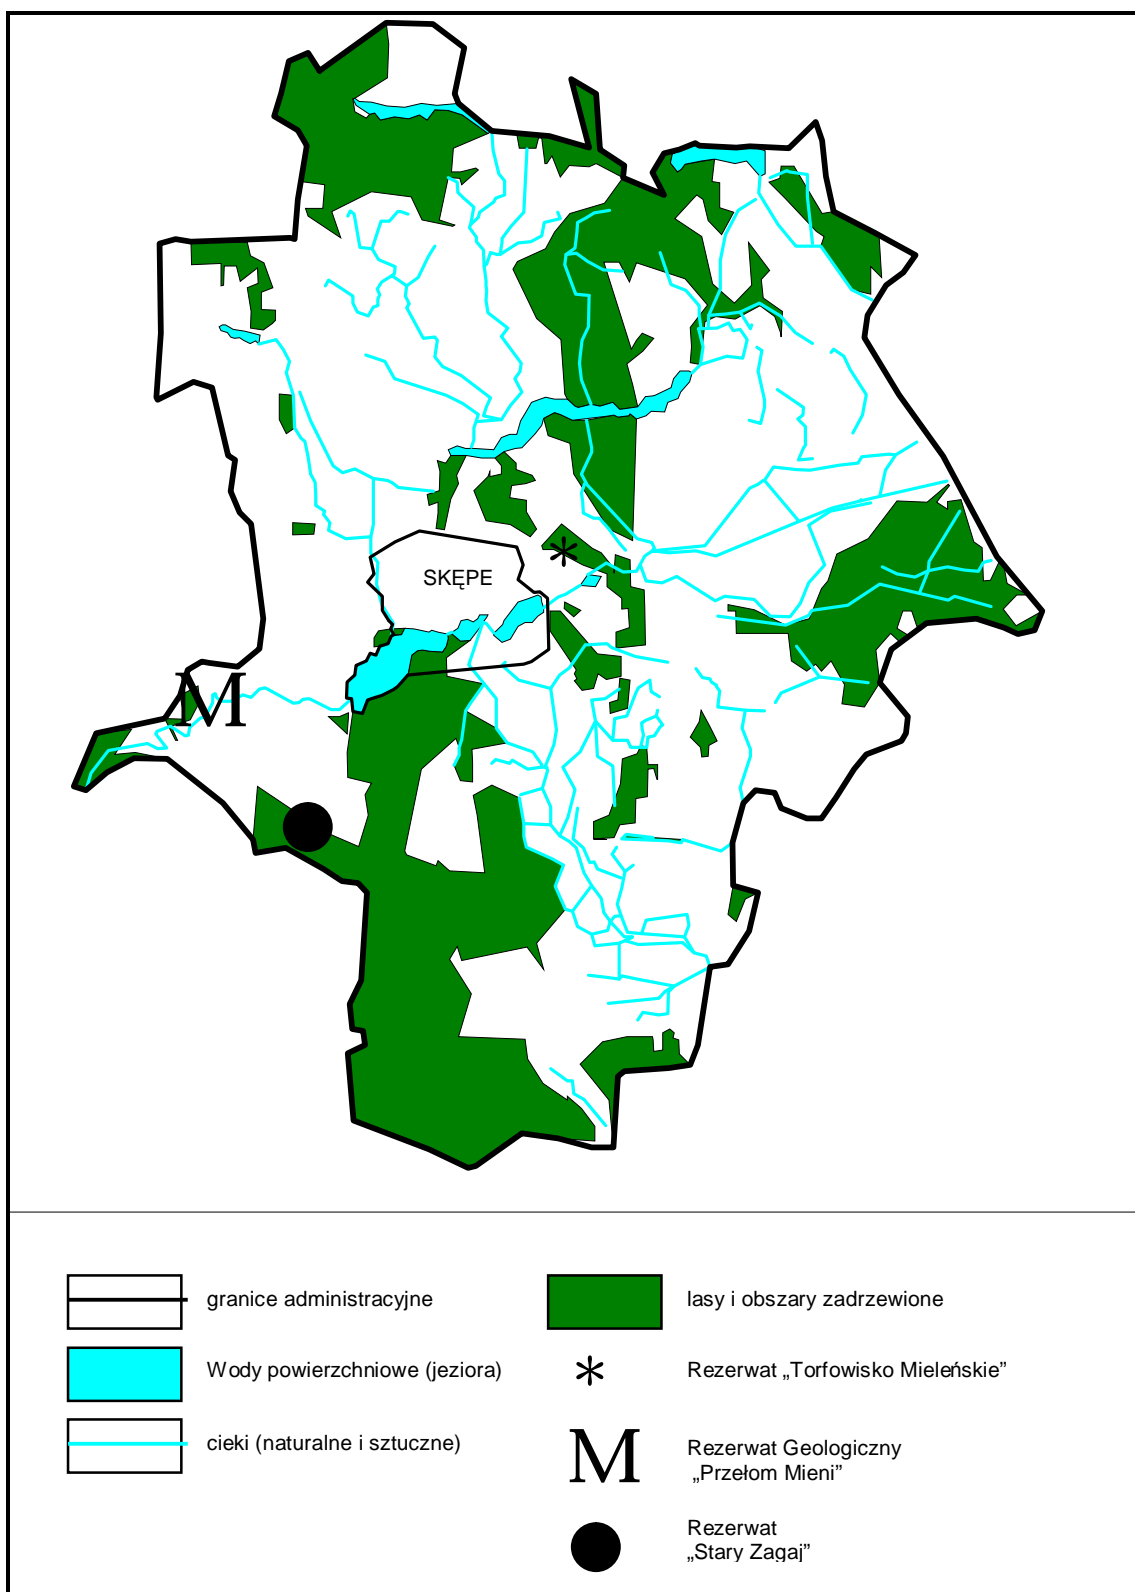 SKĘPE
M
granice administracyjne
Wody powierzchniowe (jeziora)
cieki (naturalne i sztuczne)
lasy i obszary zadrzewione
Rezerwat „Torfowisko Mieleńskie”
M
Rezerwat Geologiczny
„Przełom Mieni”
Rezerwat
„Stary Zagaj”